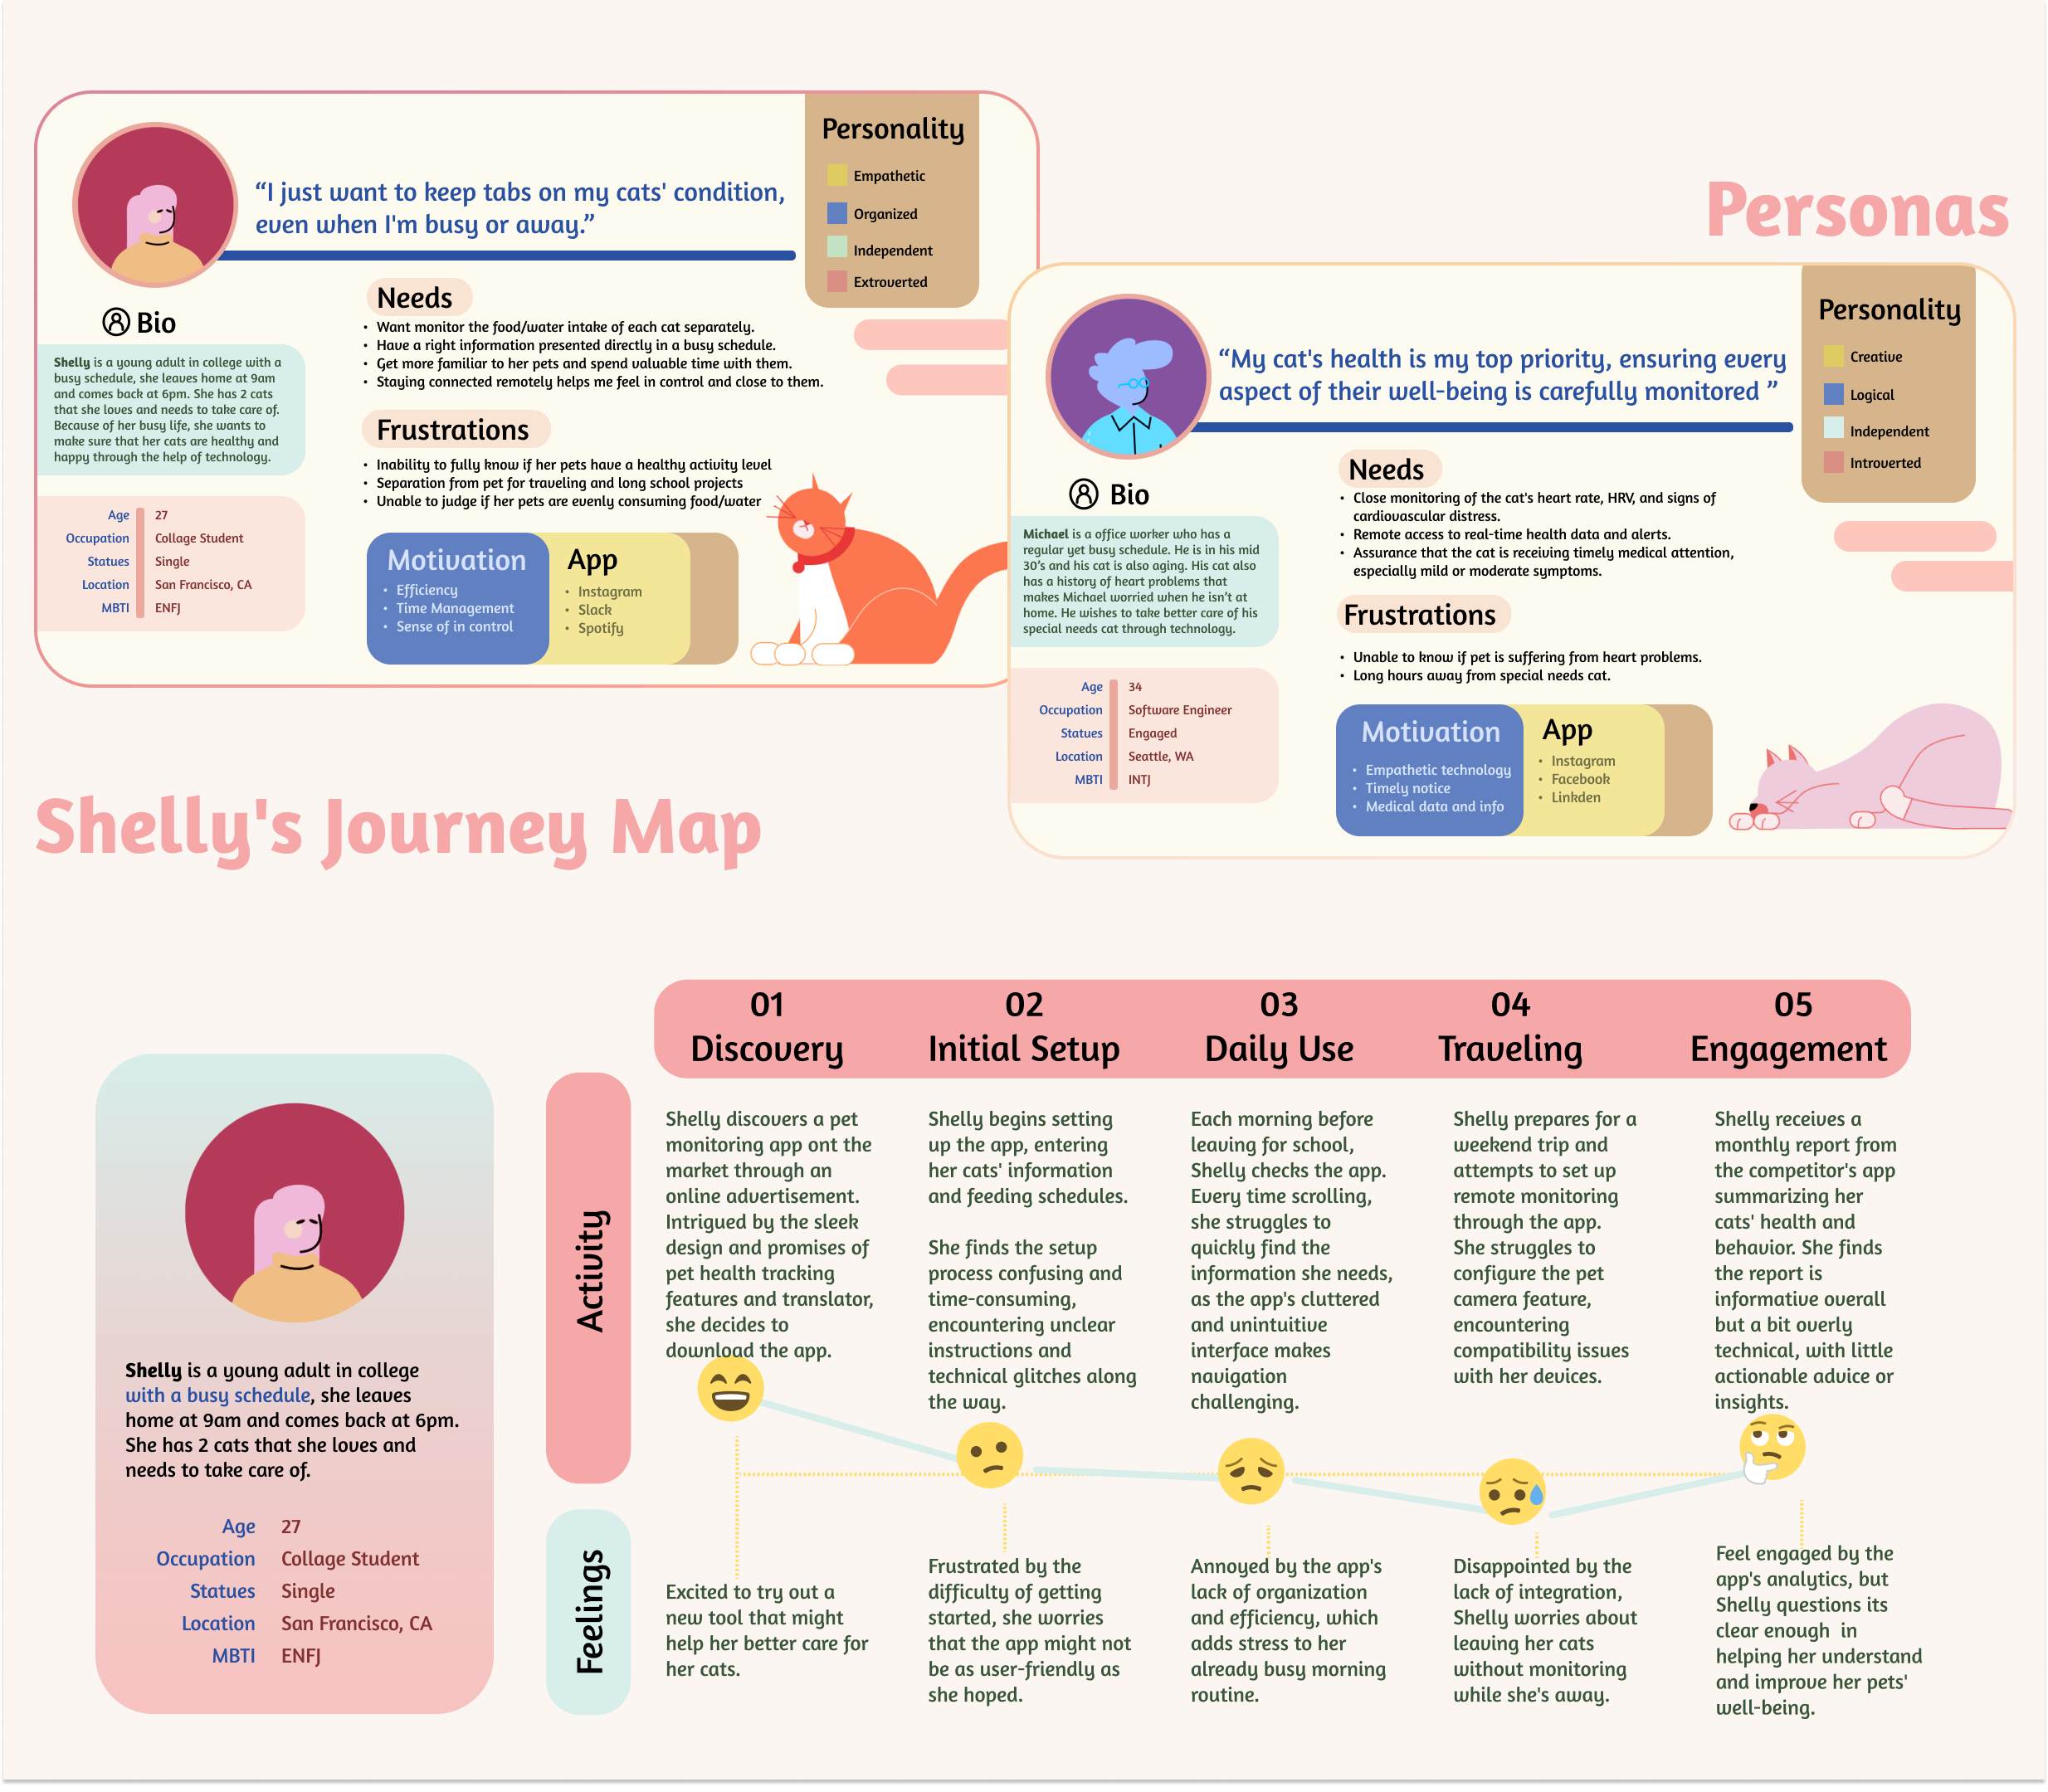 Personas
Personality
Empathetic
Organized
Independent
Extroverted
“I just want to keep tabs on my cats' condition,
even when I'm busy or away.”
Bio
Shelly is a young adult in college with a
busy schedule, she leaves home at 9am
and comes back at 6pm. She has 2 cats
that she loves and needs to take care of.
Because of her busy life, she wants to
make sure that her cats are healthy and
happy through the help of technology.
Age 27
Occupation Collage Student
Statues Single
Location San Francisco, CA
MBTI ENFJ
Needs
• Want monitor the food/water intake of each cat separately.
• Have a right information presented directly in a busy schedule.
• Get more familiar to her pets and spend valuable time with them.
• Staying connected remotely helps me feel in control and close to them.
Frustrations
• Inability to fully know if her pets have a healthy activity level
• Separation from pet for traveling and long school projects
• Unable to judge if her pets are evenly consuming food/water
Motivation
• Efficiency
• Time Management
• Sense of in control
App
• Instagram
• Slack
• Spotify
Personality
Creative
Logical
Independent
Introverted
“My cat's health is my top priority, ensuring every
aspect of their well-being is carefully monitored ”
Bio
Michael is a office worker who has a
regular yet busy schedule. He is in his mid
30’s and his cat is also aging. His cat also
has a history of heart problems that
makes Michael worried when he isn’t at
home. He wishes to take better care of his
special needs cat through technology.
Age 34
Occupation Software Engineer
Statues Engaged
Location Seattle, WA
MBTI INTJ
Needs
• Close monitoring of the cat's heart rate, HRV, and signs of
cardiovascular distress.
• Remote access to real-time health data and alerts.
• Assurance that the cat is receiving timely medical attention,
especially mild or moderate symptoms.
Frustrations
• Unable to know if pet is suffering from heart problems.
• Long hours away from special needs cat.
Motivation
• Empathetic technology
• Timely notice
• Medical data and info
App
• Instagram
• Facebook
• Linkden
Shelly's Journey Map
Shelly is a young adult in college
with a busy schedule, she leaves
home at 9am and comes back at 6pm.
She has 2 cats that she loves and
needs to take care of.
Age 27
Occupation Collage Student
Statues Single
Location San Francisco, CA
MBTI ENFJ
Activity
Feelings
01
Discovery
Shelly discovers a pet
monitoring app ont the
market through an
online advertisement.
Intrigued by the sleek
design and promises of
pet health tracking
features and translator,
she decides to
download the app.
Excited to try out a
new tool that might
help her better care for
her cats.
02
Initial Setup
Shelly begins setting
up the app, entering
her cats' information
and feeding schedules.
She finds the setup
process confusing and
time-consuming,
encountering unclear
instructions and
technical glitches along
the way.
Frustrated by the
difficulty of getting
started, she worries
that the app might not
be as user-friendly as
she hoped.
03
Daily Use
Each morning before
leaving for school,
Shelly checks the app.
Every time scrolling,
she struggles to
quickly find the
information she needs,
as the app's cluttered
and unintuitive
interface makes
navigation
challenging.
Annoyed by the app's
lack of organization
and efficiency, which
adds stress to her
already busy morning
routine.
04
Traveling
Shelly prepares for a
weekend trip and
attempts to set up
remote monitoring
through the app.
She struggles to
configure the pet
camera feature,
encountering
compatibility issues
with her devices.
Disappointed by the
lack of integration,
Shelly worries about
leaving her cats
without monitoring
while she's away.
05
Engagement
Shelly receives a
monthly report from
the competitor's app
summarizing her
cats' health and
behavior. She finds
the report is
informative overall
but a bit overly
technical, with little
actionable advice or
insights.
Feel engaged by the
app's analytics, but
Shelly questions its
clear enough  in
helping her understand
and improve her pets'
well-being.